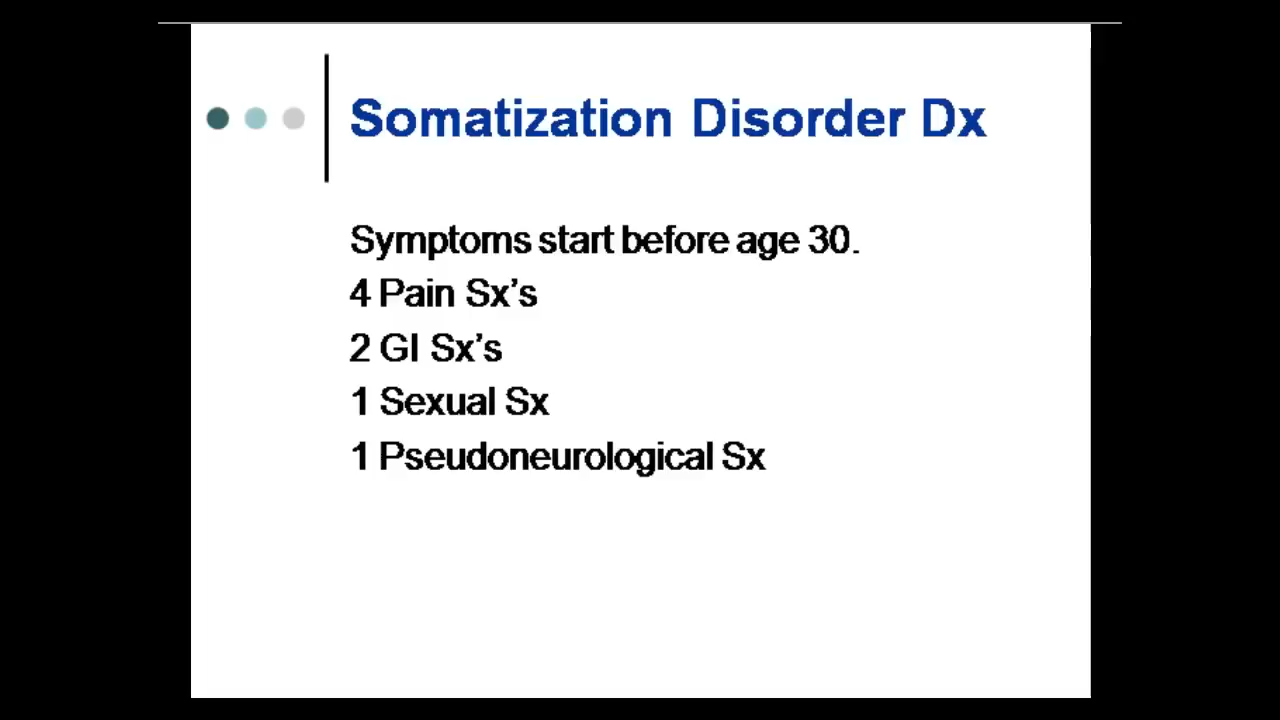 Somatization Disorder Dx
Symptoms start before age 30.
4 Pain Sx’s
2 GI Sx’s
1 Sexual Sx
1 Pseudoneurological Sx